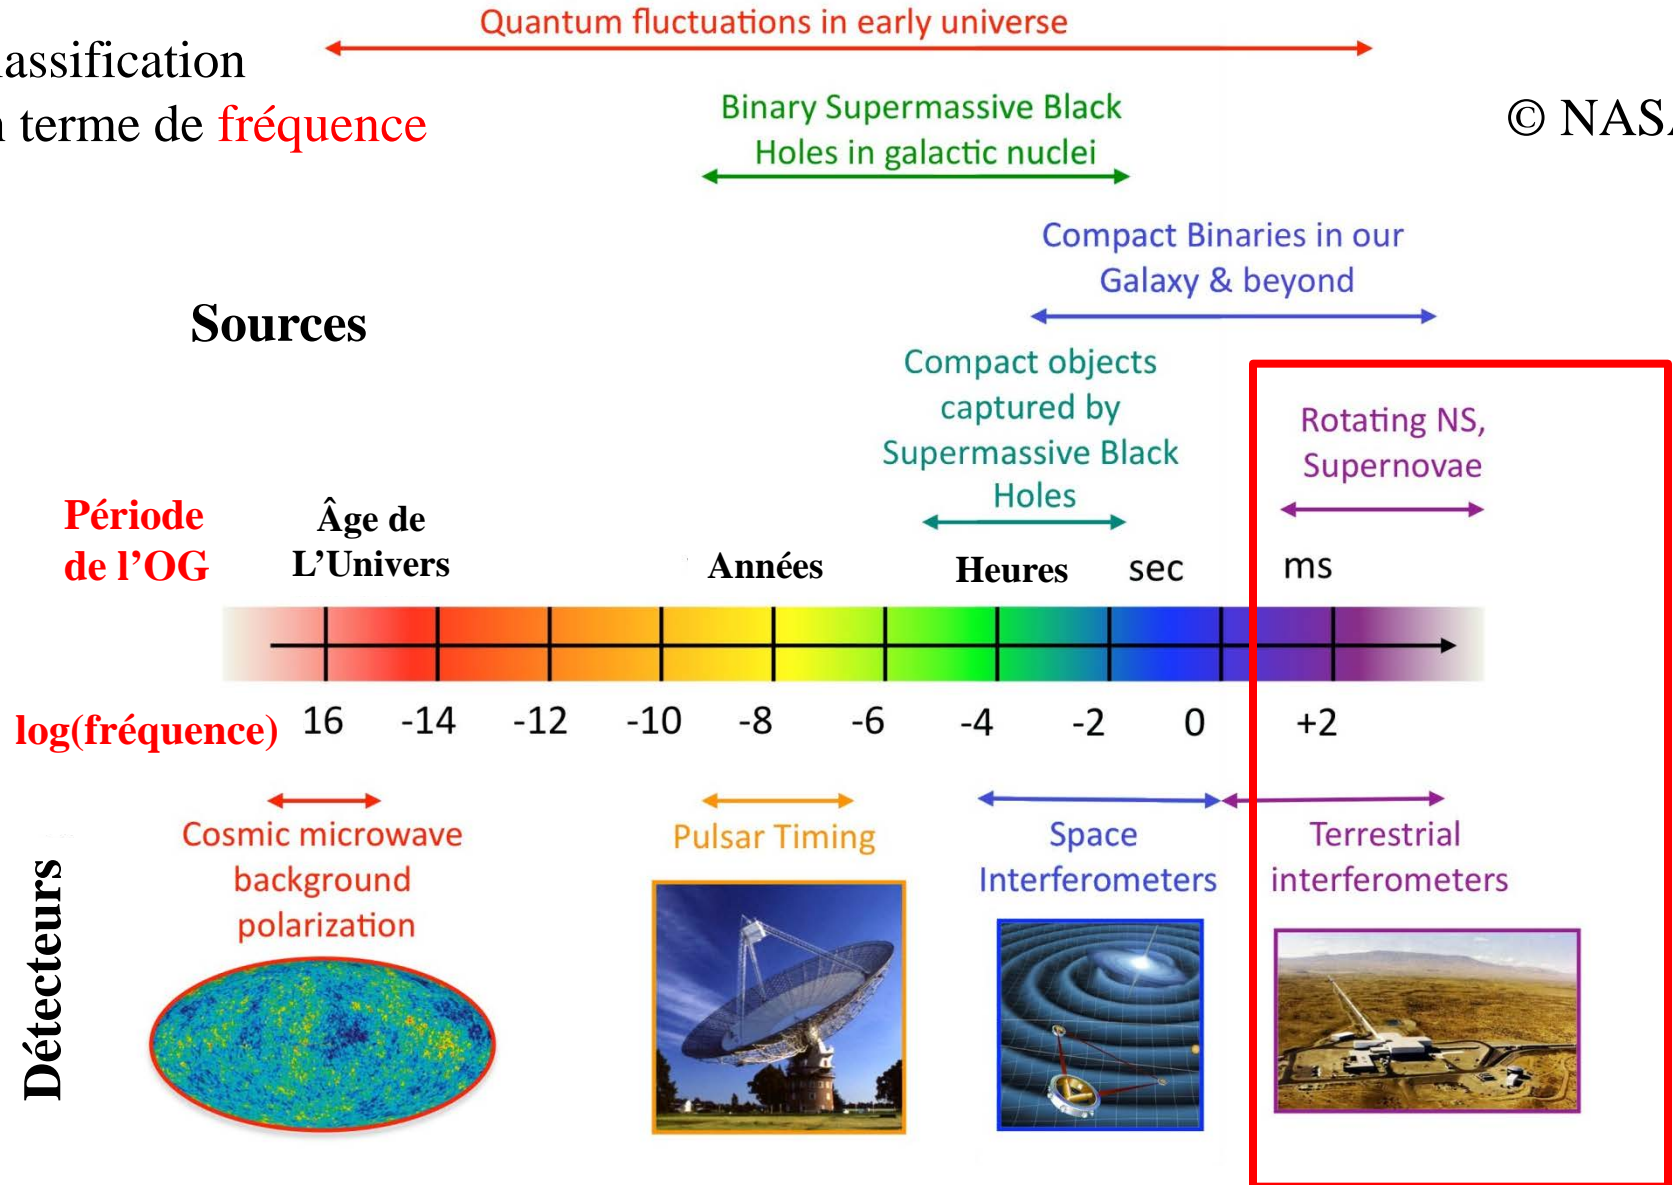 Quantum fluctuations in early universe
lassification
n terme de fréquence
© NASA
Binary Supermassive Black
Holes in galactic nuclei
Compact Binaries in our
Galaxy & beyond
Sources
Compact objects
captured by
Supermassive Black
Holes
Rotating NS,
Supernovae
Période
de l’OG
Âge de
L’Univers
Années
Heures
sec
ms
log(fréquence)
16 -14 -12 -10 -8 -6 -4 -2 0 +2
Détecteurs
Cosmic microwave
background
polarization
Pulsar Timing
Space
Interferometers
Terrestrial
interferometers